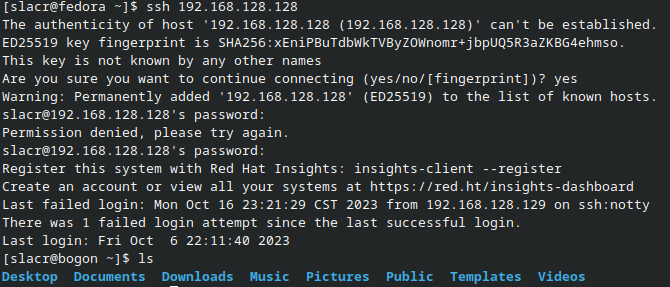 [slacr@fedora ~]$ ssh 192.168.128.128
The authenticity of host '192.168.128.128 (192.168.128.128)' can't be established.
ED25519 key fingerprint is SHA256:xEniPBuTdbWkTVByZOWnomr+jbpUQ5R3aZKBG4ehmso.
This key is not known by any other names
Are you sure you want to continue connecting (yes/no/[fingerprint])? yes
Warning: Permanently added '192.168.128.128' (ED25519) to the list of known hosts.
slacr@192.168.128.128's password:
Permission denied, please try again.
slacr@192.168.128.128's password:
Register this system with Red Hat Insights: insights-client --register
Create an account or view all your systems at https://red.ht/insights-dashboard
Last failed login: Mon Oct 16 23:21:29 CST 2023 from 192.168.128.129 on ssh:notty
There was 1 failed login attempt since the last successful login.
Last login: Fri Oct  6 22:11:40 2023
[slacr@bogon ~]$ ls
Desktop  Documents  Downloads  Music  Pictures  Public  Templates  Videos